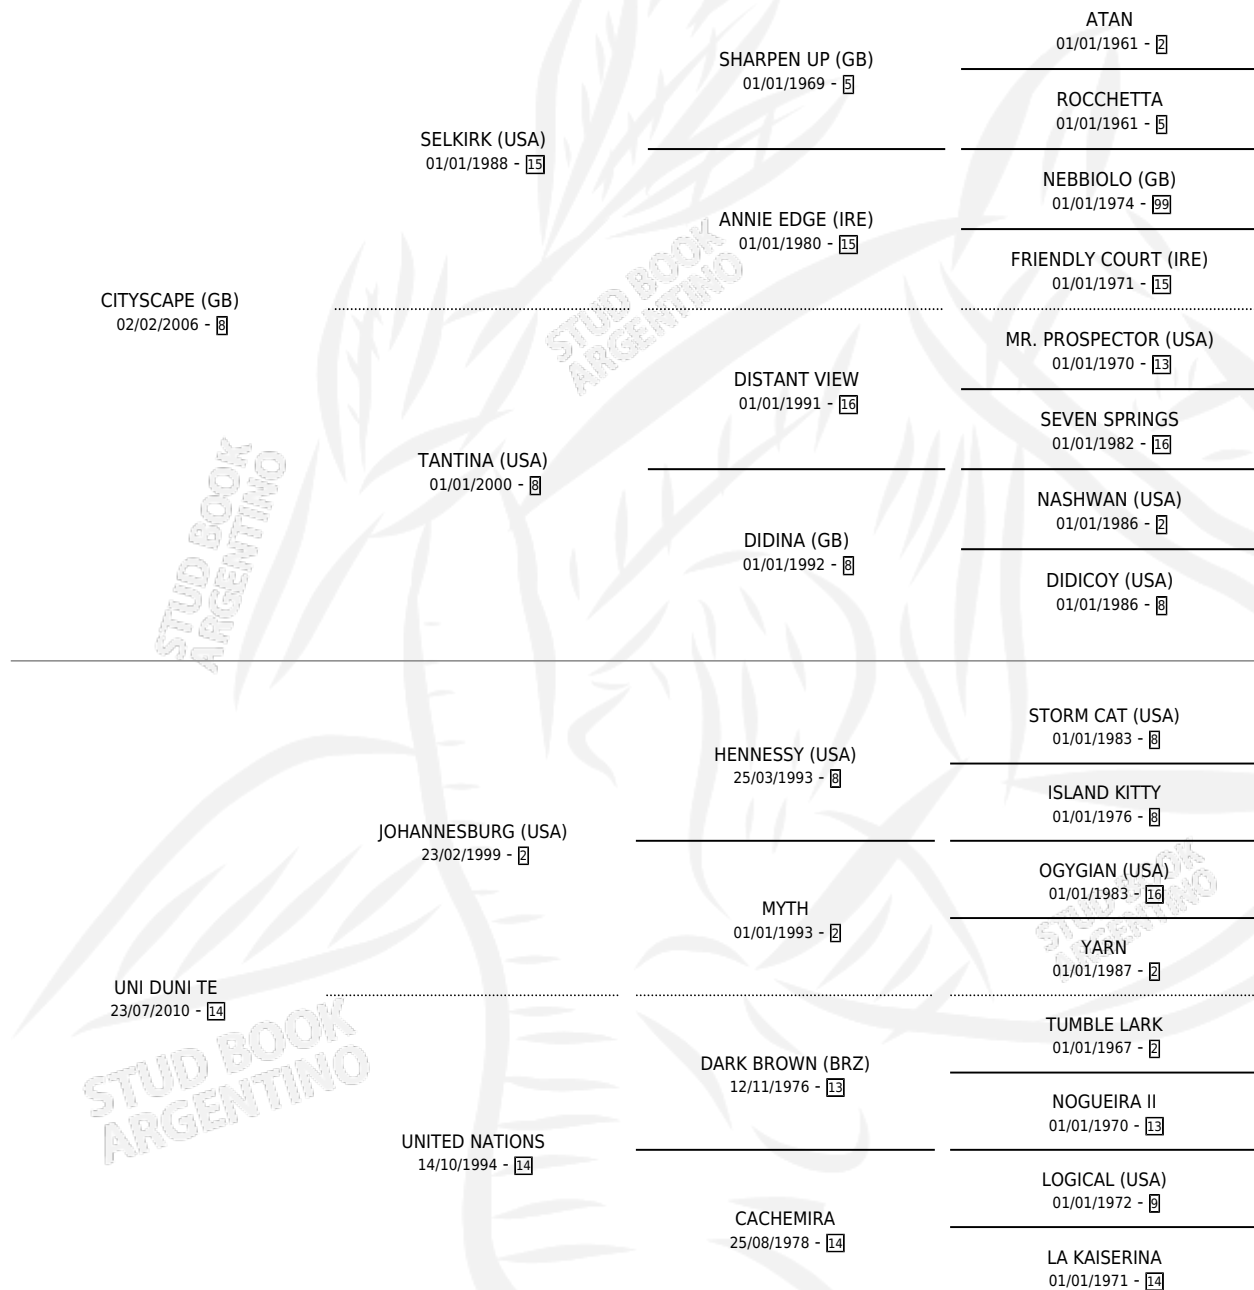 ATAN
01/01/1961 - 2
SHARPEN UP (GB)
01/01/1969 - 5
ROCCHETTA
01/01/1961 - 5
SELKIRK (USA)
01/01/1988 - 15
NEBBIOLO (GB)
01/01/1974 - 99
ANNIE EDGE (IRE)
01/01/1980 - 15
FRIENDLY COURT (IRE)
01/01/1971 - 15
CITYSCAPE (GB)
02/02/2006 - 8
STUD BOOK
ARGENTINO
MR. PROSPECTOR (USA)
01/01/1970 - 13
DISTANT VIEW
01/01/1991 - 16
SEVEN SPRINGS
01/01/1982 - 16
TANTINA (USA)
01/01/2000 - 8
NASHWAN (USA)
01/01/1986 - 2
DIDINA (GB)
01/01/1992 - 8
DIDICOY (USA)
01/01/1986 - 8
STUD BOOK
ARGENTINO
STORM CAT (USA)
01/01/1983 - 8
HENNESSY (USA)
25/03/1993 - 8
ISLAND KITTY
01/01/1976 - 8
JOHANNESBURG (USA)
23/02/1999 - 2
OGYGIAN (USA)
01/01/1983 - 16
MYTH
01/01/1993 - 2
YARN
01/01/1987 - 2
STUD BOOK
ARGENTINO
UNI DUNI TE
23/07/2010 - 14
STUD BOOK
ARGENTINO
TUMBLE LARK
01/01/1967 - 2
DARK BROWN (BRZ)
12/11/1976 - 13
NOGUEIRA II
01/01/1970 - 13
UNITED NATIONS
14/10/1994 - 14
LOGICAL (USA)
01/01/1972 - 9
CACHEMIRA
25/08/1978 - 14
LA KAISERINA
01/01/1971 - 14